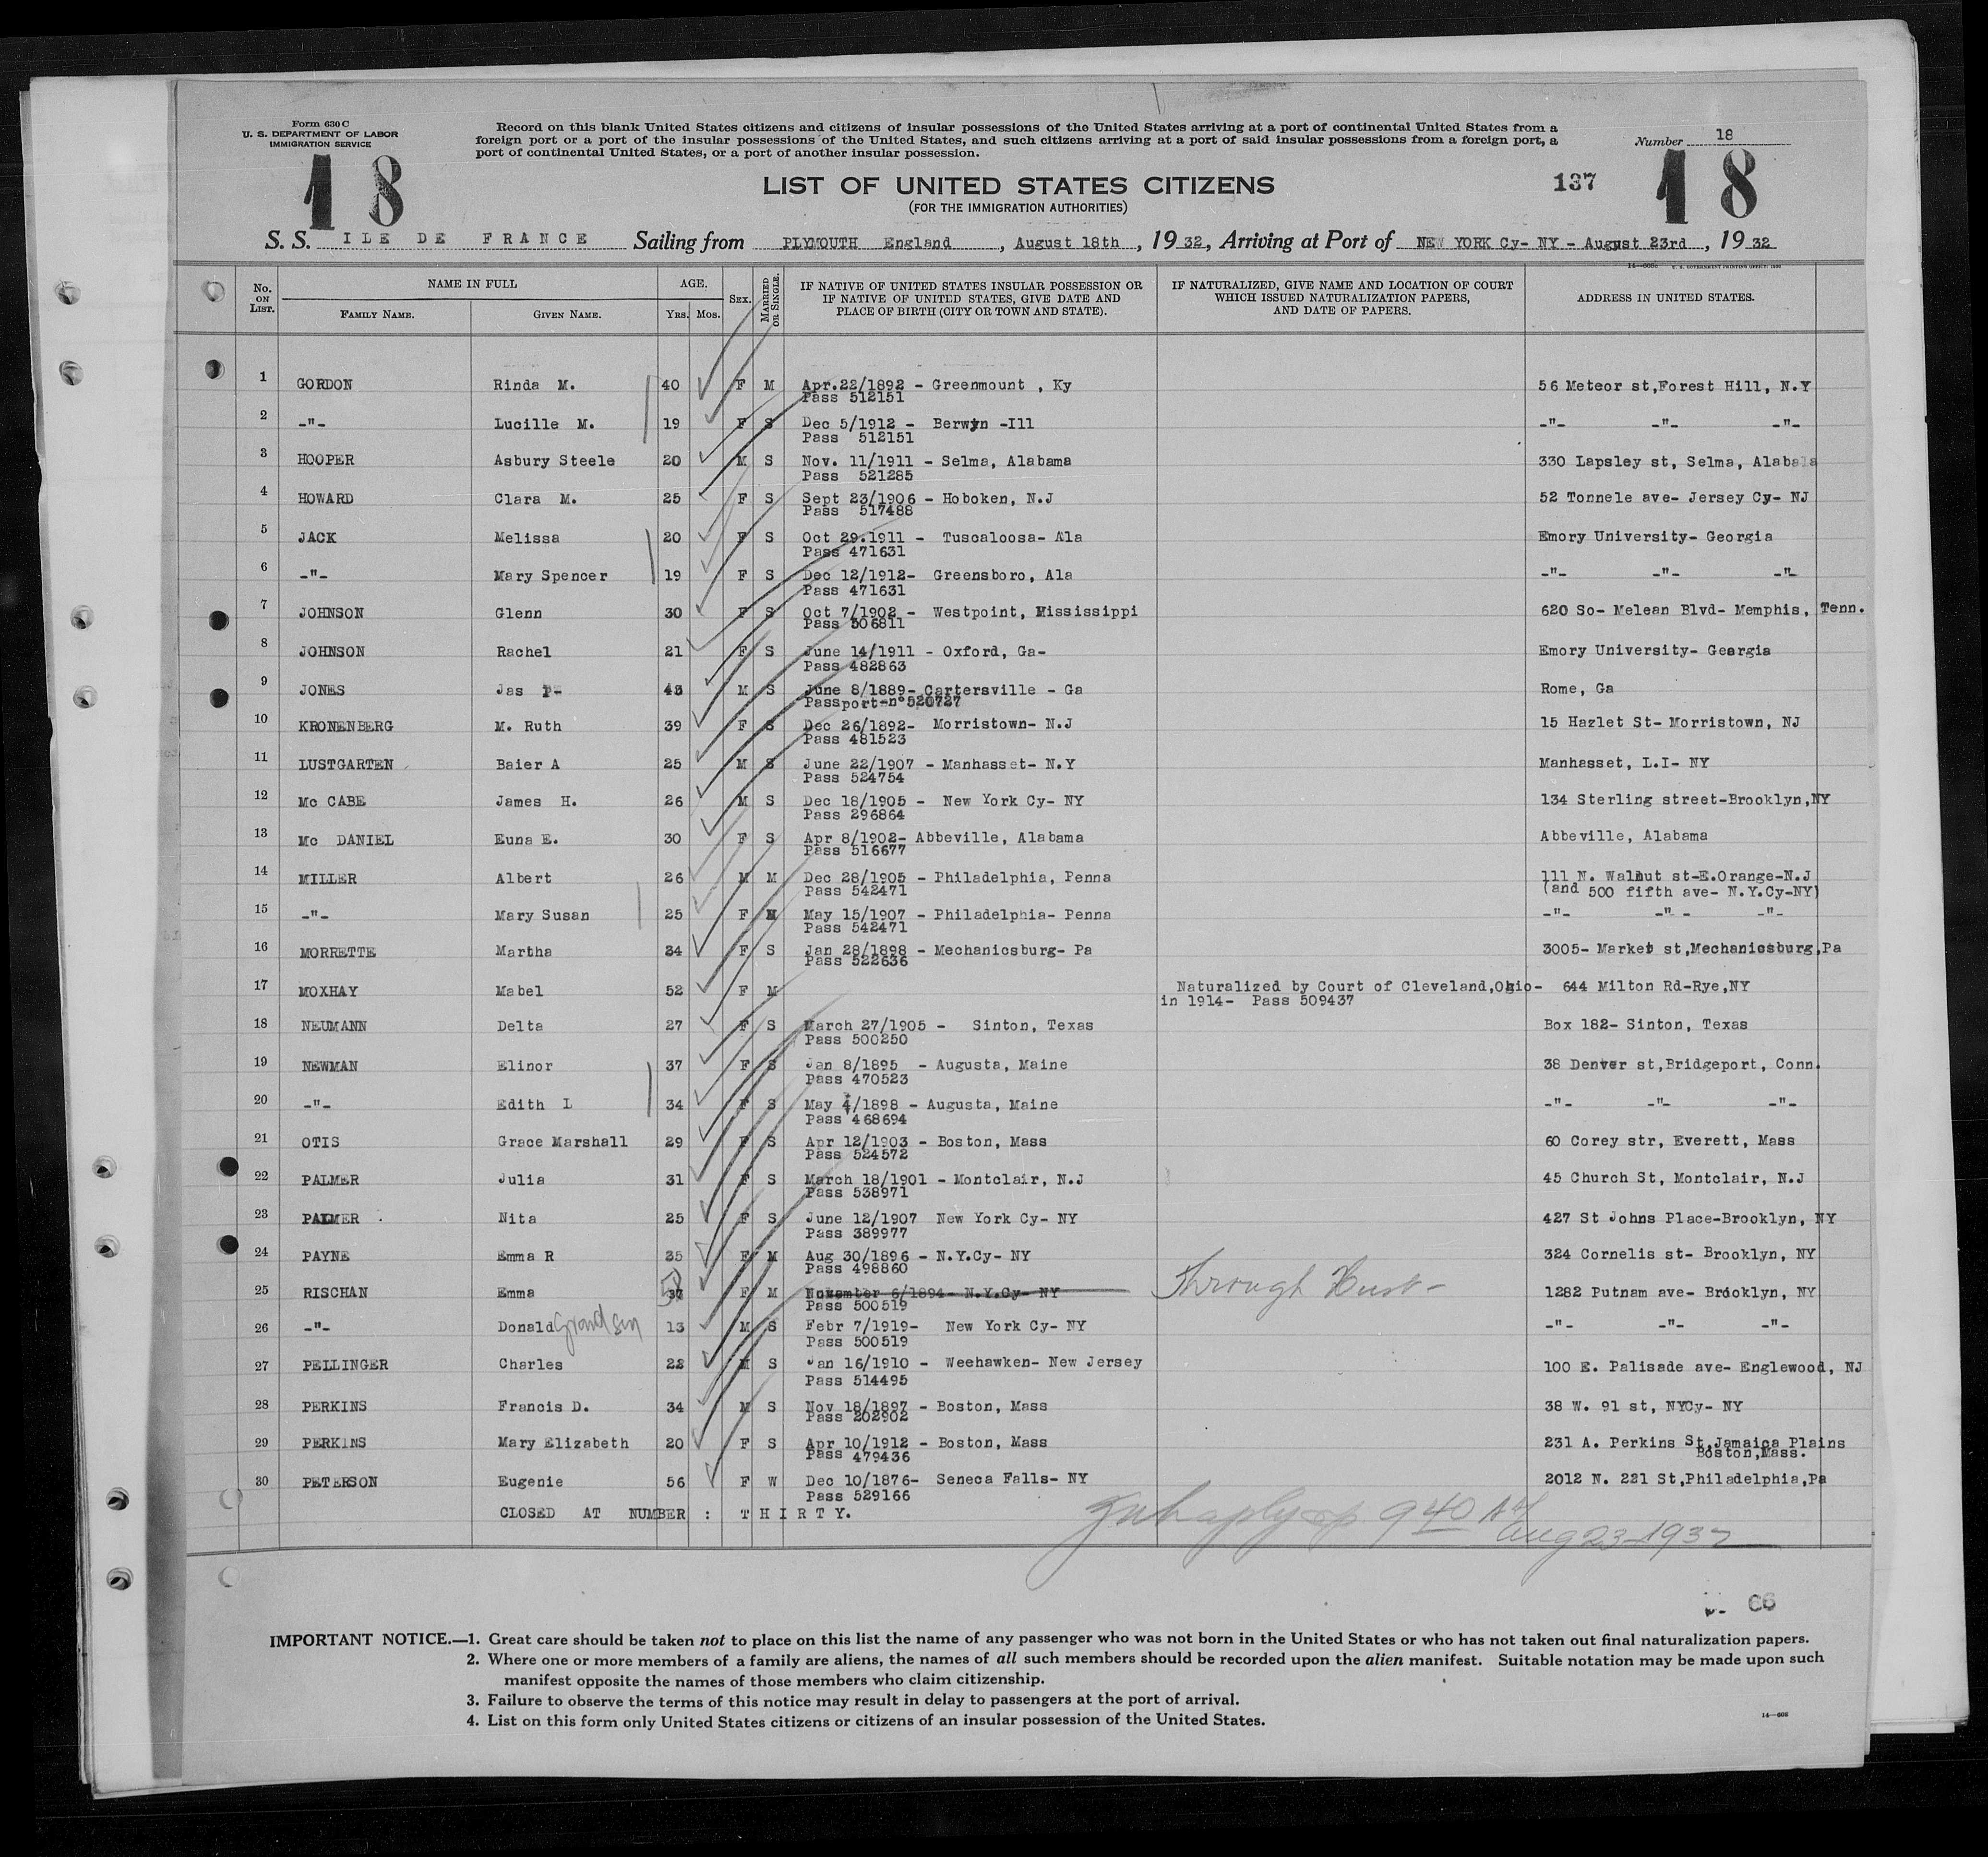 Form 630 C
U. S. DEPARTMENT OF LABOR
IMMIGRATION SERVICE
Record on this blank United States citizens and citizens of insular possessions of the United States arriving at a port of continental United States from a
foreign port or a port of the insular possessions of the United States, and such citizens arriving at a port of said insular possessions from a foreign port, a
port of continental United States, or a port of another insular possession.
Number 18
18
LIST OF UNITED STATES CITIZENS
137
18
(FOR THE IMMIGRATION AUTHORITIES)
S. S. ILE DE FRANCE Sailing from PLYMOUTH England, August 18th, 1932, Arriving at Port of NEW YORK Cy- NY - August 23rd, 1932
No. ON LIST. NAME IN FULL FAMILY NAME. GIVEN NAME. AGE. Yrs. Mos. SEX. MARRIED OR SINGLE. IF NATIVE OF UNITED STATES INSULAR POSSESSION OR IF NATIVE OF UNITED STATES, GIVE DATE AND PLACE OF BIRTH (CITY OR TOWN AND STATE). IF NATURALIZED, GIVE NAME AND LOCATION OF COURT WHICH ISSUED NATURALIZATION PAPERS, AND DATE OF PAPERS. ADDRESS IN UNITED STATES.
1 GORDON Rinda M. 40 F M Apr.22/1892 - Greenmount , Ky 56 Meteor st,Forest Hill, N.Y
Pass 512151
2 -"- Lucille M. 19 F S Dec 5/1912 - Berwyn -Ill -"- -"- -"-
Pass 512151
3 HOOPER Asbury Steele 20 M S Nov. 11/1911 - Selma, Alabama 330 Lapsley st, Selma, Alabala
Pass 521285
4 HOWARD Clara M. 25 F S Sept 23/1906 - Hoboken, N.J 52 Tonnele ave- Jersey Cy- NJ
Pass 517488
5 JACK Melissa 20 F S Oct 29.1911 - Tuscaloosa- Ala Emory University- Georgia
Pass 471631
6 -"- Mary Spencer 19 F S Dec 12/1912- Greensboro, Ala -"- -"- -"-
Pass 471631
7 JOHNSON Glenn 30 F S Oct 7/1902 - Westpoint, Mississippi 620 So- Melean Blvd- Memphis, Tenn.
Pass 506811
8 JOHNSON Rachel 21 F S June 14/1911 - Oxford, Ga- Emory University- Georgia
Pass 482863
9 JONES Jas P- 43 M S June 8/1889- Cartersville - Ga Rome, Ga
Passport-n°520727
10 KRONENBERG M. Ruth 39 F S Dec 26/1892- Morristown- N.J 15 Hazlet St- Morristown, NJ
Pass 481523
11 LUSTGARTEN Baier A 25 M S June 22/1907 - Manhasset- N.Y Manhasset, L.I- NY
Pass 524754
12 Mc CABE James H. 26 M S Dec 18/1905 - New York Cy- NY 134 Sterling street-Brooklyn,NY
Pass 296864
13 Mc DANIEL Euna E. 30 F S Apr 8/1902- Abbeville, Alabama Abbeville, Alabama
Pass 516677
14 MILLER Albert 26 M M Dec 28/1905 - Philadelphia, Penna 111 N. Walnut st-E.Orange-N.J
Pass 542471 (and 500 fifth ave- N.Y.Cy-NY)
15 -"- Mary Susan 25 F M May 15/1907 - Philadelphia- Penna -"- -"- -"-
Pass 542471
16 MORRETTE Martha 34 F S Jan 28/1898 - Mechanicsburg- Pa 3005- Market st,Mechanicsburg,Pa
Pass 522636
17 MOXHAY Mabel 52 F M Naturalized by Court of Cleveland,Ohio- 644 Milton Rd-Rye,NY
in 1914- Pass 509437
18 NEUMANN Delta 27 F S March 27/1905 - Sinton, Texas Box 182- Sinton, Texas
Pass 500250
19 NEWMAN Elinor 37 F S Jan 8/1895 - Augusta, Maine 38 Denver st,Bridgeport, Conn.
Pass 470523
20 -"- Edith L 34 F S May 4/1898 - Augusta, Maine -"- -"- -"-
Pass 468694
21 OTIS Grace Marshall 29 F S Apr 12/1903 - Boston, Mass 60 Corey str, Everett, Mass
Pass 524572
22 PALMER Julia 31 F S March 18/1901 - Montclair, N.J 45 Church St, Montclair, N.J
Pass 538971
23 PALMER Nita 25 F S June 12/1907 New York Cy- NY 427 St Johns Place-Brooklyn, NY
Pass 389977
24 PAYNE Emma R 35 F M Aug 30/1896 - N.Y.Cy- NY 324 Cornelis st- Brooklyn, NY
Pass 498860
25 RISCHAN Emma 37 F M November 6/1894- N.Y.Cy- NY Through Husb- 1282 Putnam ave- Brooklyn, NY
Pass 500519
26 -"- Donald Grandson 13 M S Febr 7/1919- New York Cy- NY -"- -"- -"-
Pass 500519
27 PELLINGER Charles 22 M S Jan 16/1910 - Weehawken- New Jersey 100 E. Palisade ave- Englewood, NJ
Pass 514495
28 PERKINS Francis D. 34 M S Nov 18/1897 - Boston, Mass 38 W. 91 st, NYCy- NY
Pass 202902
29 PERKINS Mary Elizabeth 20 F S Apr 10/1912 - Boston, Mass 231 A. Perkins St,Jamaica Plains
Pass 479436 Boston,Mass.
30 PETERSON Eugenie 56 F W Dec 10/1876- Seneca Falls- NY 2012 N. 221 St,Philadelphia,Pa
Pass 529166
CLOSED AT NUMBER : THIRTY.
940 AM
Aug 23-1932
66
IMPORTANT NOTICE.—1. Great care should be taken not to place on this list the name of any passenger who was not born in the United States or who has not taken out final naturalization papers.
2. Where one or more members of a family are aliens, the names of all such members should be recorded upon the alien manifest. Suitable notation may be made upon such
manifest opposite the names of those members who claim citizenship.
3. Failure to observe the terms of this notice may result in delay to passengers at the port of arrival.
4. List on this form only United States citizens or citizens of an insular possession of the United States.
14—608